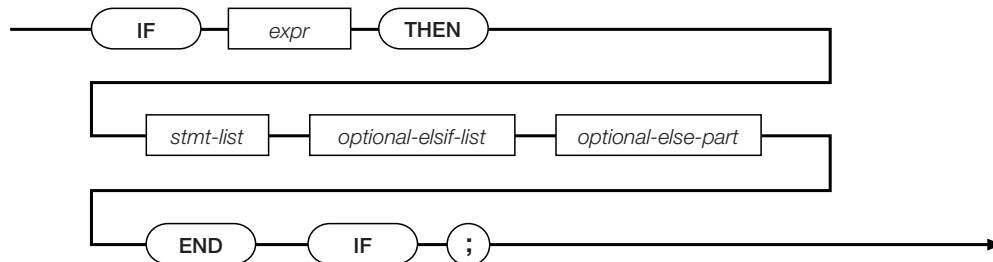 IF expr THEN
stmt-list optional-elsif-list optional-else-part
END IF ;